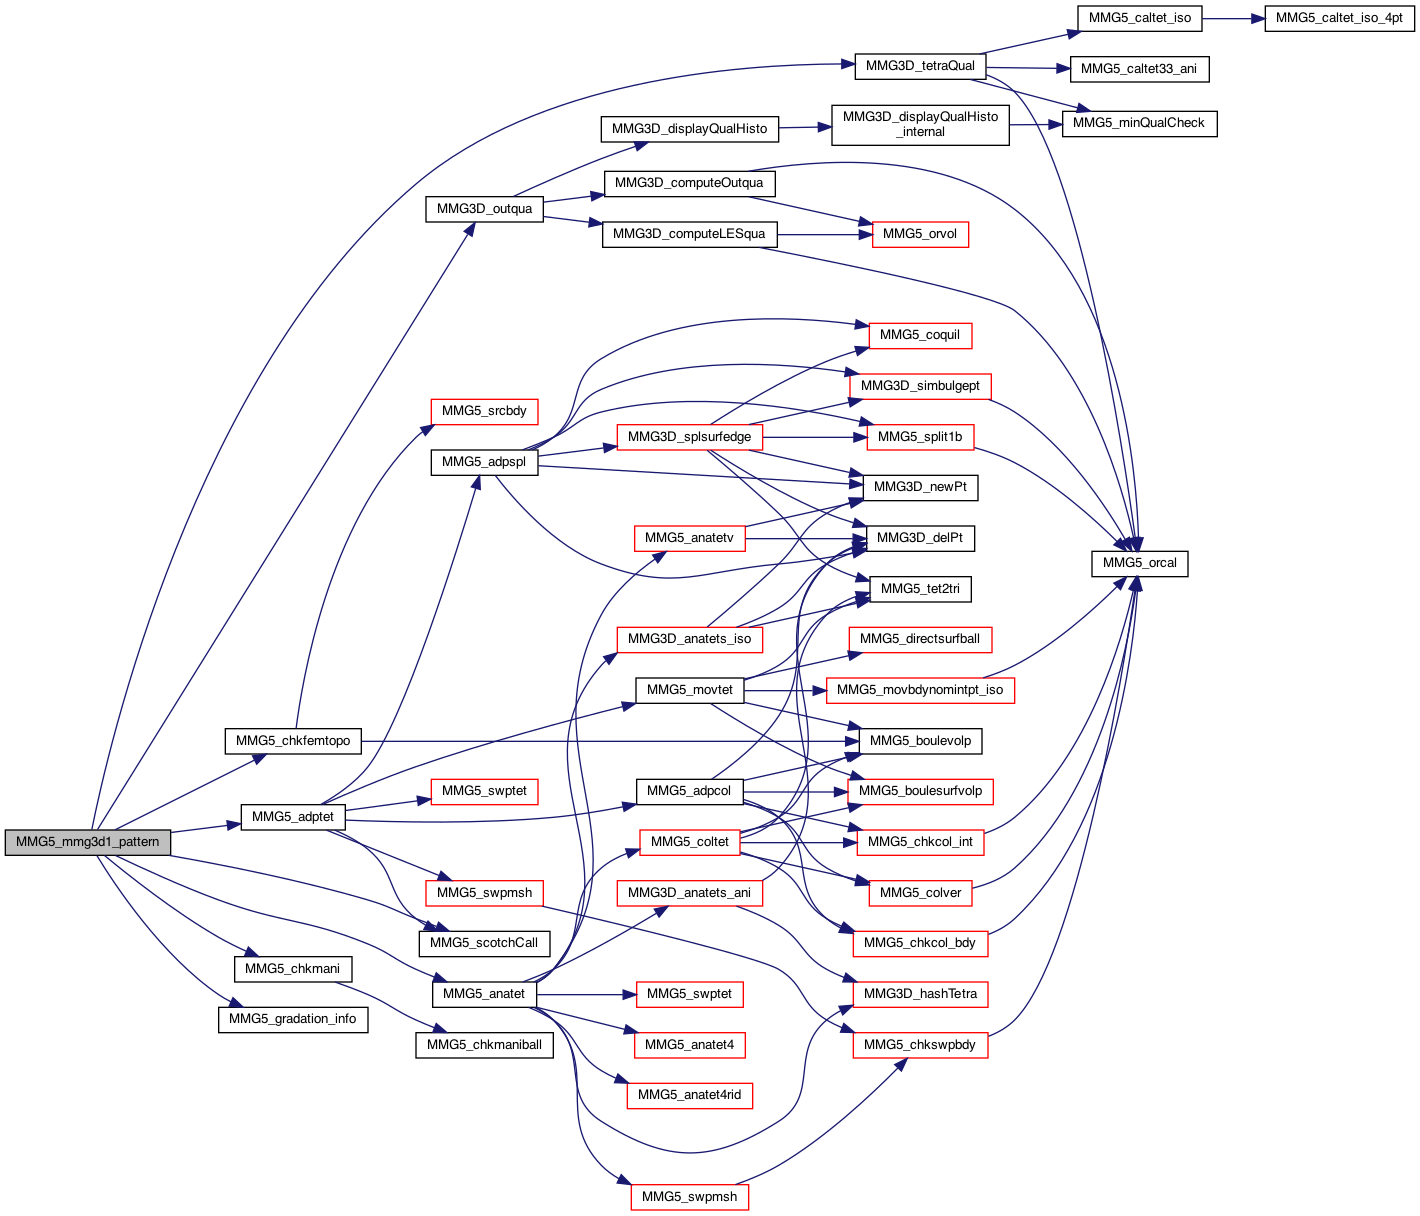 MMG5_caltet_iso
MMG5_caltet_iso_4pt
MMG3D_tetraQual
MMG5_caltet33_ani
MMG3D_displayQualHisto
MMG3D_displayQualHisto
_internal
MMG5_minQualCheck
MMG3D_computeOutqua
MMG3D_outqua
MMG3D_computeLESqua
MMG5_orvol
MMG5_coquil
MMG3D_simbulgept
MMG5_srcbdy
MMG3D_splsurfedge
MMG5_split1b
MMG5_adpspl
MMG3D_newPt
MMG5_anatetv
MMG3D_delPt
MMG5_orcal
MMG5_tet2tri
MMG3D_anatets_iso
MMG5_directsurfball
MMG5_movtet
MMG5_movbdynomintpt_iso
MMG5_chkfemtopo
MMG5_boulevolp
MMG5_swptet
MMG5_adpcol
MMG5_boulesurfvolp
MMG5_adptet
MMG5_mmg3d1_pattern
MMG5_coltet
MMG5_chkcol_int
MMG5_swpmsh
MMG3D_anatets_ani
MMG5_colver
MMG5_scotchCall
MMG5_chkcol_bdy
MMG5_chkmani
MMG5_anatet
MMG5_swptet
MMG3D_hashTetra
MMG5_gradation_info
MMG5_chkmaniball
MMG5_anatet4
MMG5_chkswpbdy
MMG5_anatet4rid
MMG5_swpmsh